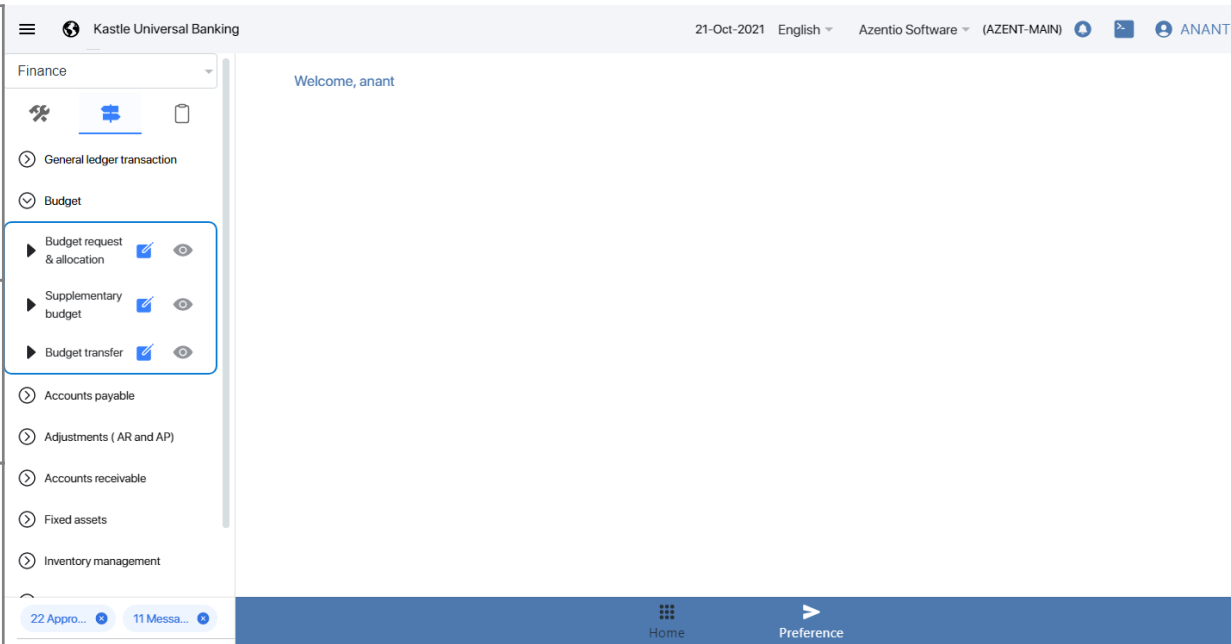 Kastle Universal Banking
21-Oct-2021 English Azentio Software (AZENT-MAIN) ANANT
Finance
Welcome, anant
General ledger transaction
Budget
Budget request
& allocation
Supplementary
budget
Budget transfer
Accounts payable
Adjustments ( AR and AP)
Accounts receivable
Fixed assets
Inventory management
22 Appro... 11 Messa...
Home
Preference